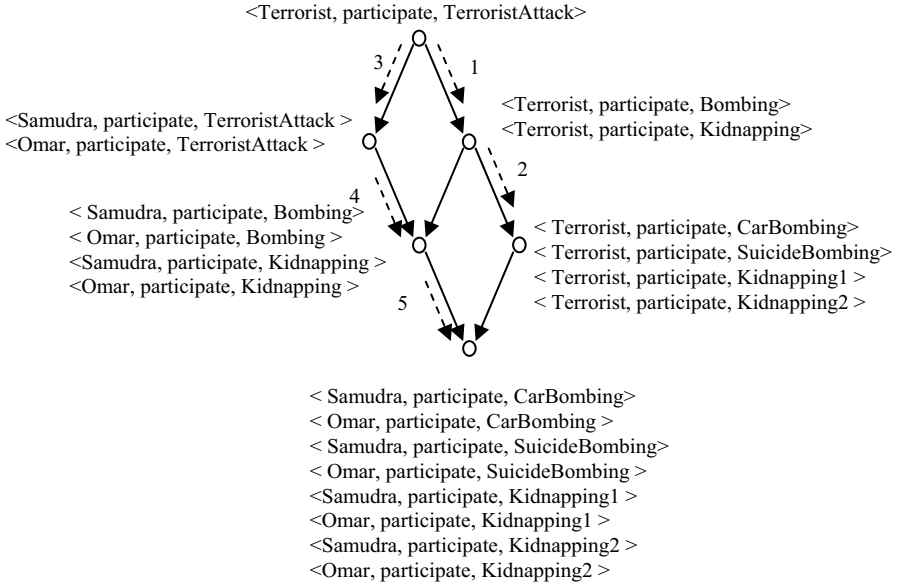 <Terrorist, participate, TerroristAttack>
3
1
<Samudra, participate, TerroristAttack >
<Omar, participate, TerroristAttack >
<Terrorist, participate, Bombing>
<Terrorist, participate, Kidnapping>
2
4
< Samudra, participate, Bombing>
< Omar, participate, Bombing >
<Samudra, participate, Kidnapping >
<Omar, participate, Kidnapping >
< Terrorist, participate, CarBombing>
< Terrorist, participate, SuicideBombing>
< Terrorist, participate, Kidnapping1 >
< Terrorist, participate, Kidnapping2 >
5
< Samudra, participate, CarBombing>
< Omar, participate, CarBombing >
< Samudra, participate, SuicideBombing>
< Omar, participate, SuicideBombing >
<Samudra, participate, Kidnapping1 >
<Omar, participate, Kidnapping1 >
<Samudra, participate, Kidnapping2 >
<Omar, participate, Kidnapping2 >